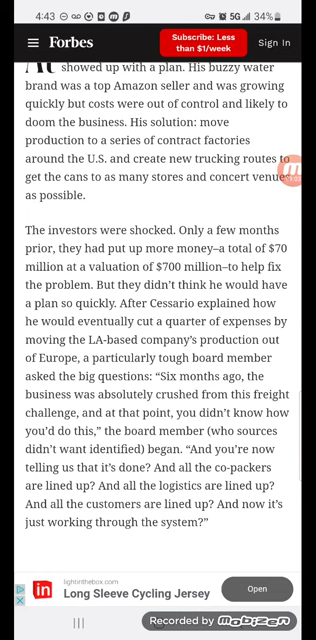 4:43
5G 34%
Forbes
Subscribe: Less than $1/week
Sign In
At showed up with a plan. His buzzy water
brand was a top Amazon seller and was growing
quickly but costs were out of control and likely to
doom the business. His solution: move
production to a series of contract factories
around the U.S. and create new trucking routes to
get the cans to as many stores and concert venues
as possible.
The investors were shocked. Only a few months
prior, they had put up more money–a total of $70
million at a valuation of $700 million–to help fix
the problem. But they didn't think he would have
a plan so quickly. After Cessario explained how
he would eventually cut a quarter of expenses by
moving the LA-based company's production out
of Europe, a particularly tough board member
asked the big questions: “Six months ago, the
business was absolutely crushed from this freight
challenge, and at that point, you didn't know how
you'd do this,” the board member (who sources
didn't want identified) began. “And you're now
telling us that it's done? And all the co-packers
are lined up? And all the logistics are lined up?
And all the customers are lined up? And now it's
just working through the system?”
in
lightinthebox.com
Long Sleeve Cycling Jersey
Open
Recorded by mobizen